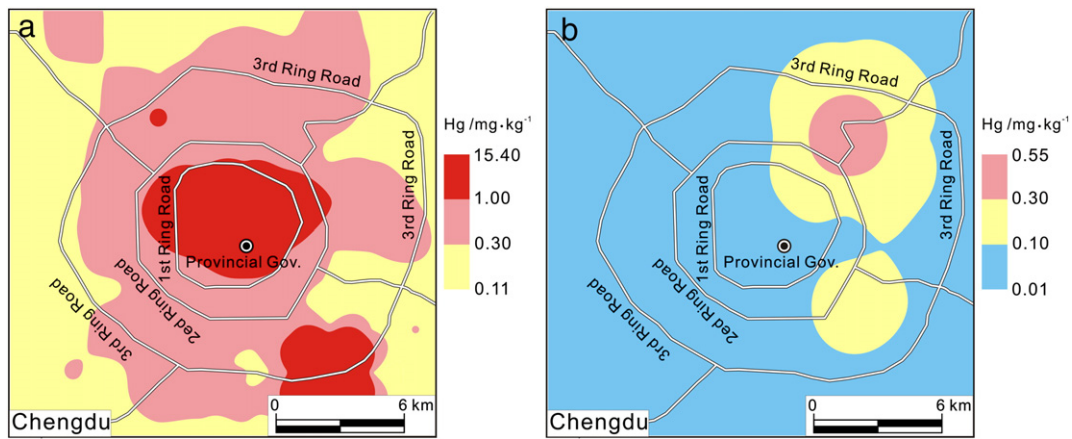 a
3rd Ring Road
3rd Ring Road
1st Ring Road
Provincial Gov.
2ed Ring Road
3rd Ring Road
Chengdu
0 6 km
Hg /mg·kg⁻¹
15.40
1.00
0.30
0.11
b
3rd Ring Road
3rd Ring Road
1st Ring Road
Provincial Gov.
2ed Ring Road
3rd Ring Road
Chengdu
0 6 km
Hg /mg·kg⁻¹
0.55
0.30
0.10
0.01